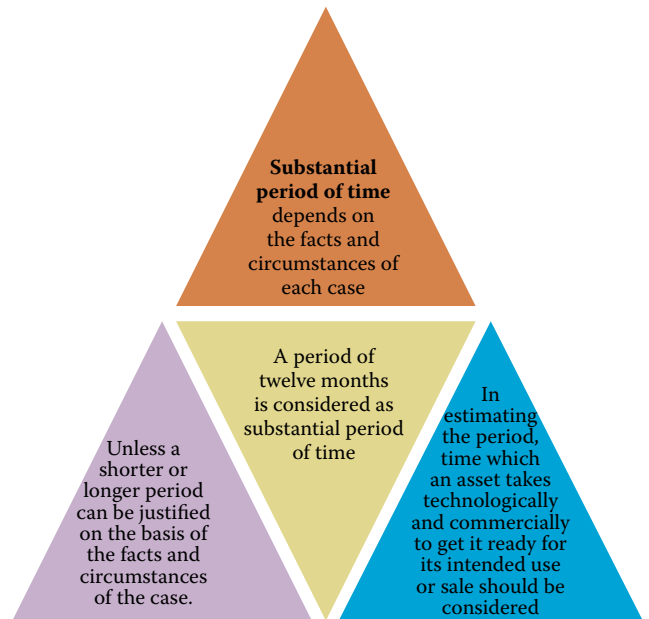 Substantial
period of time
depends on
the facts and
circumstances of
each case
A period of
twelve months
is considered as
substantial period
of time
Unless a
shorter or
longer period
can be justified
on the basis of
the facts and
circumstances
of the case.
In
estimating
the period,
time which
an asset takes
technologically
and commercially
to get it ready for
its intended use
or sale should be
considered